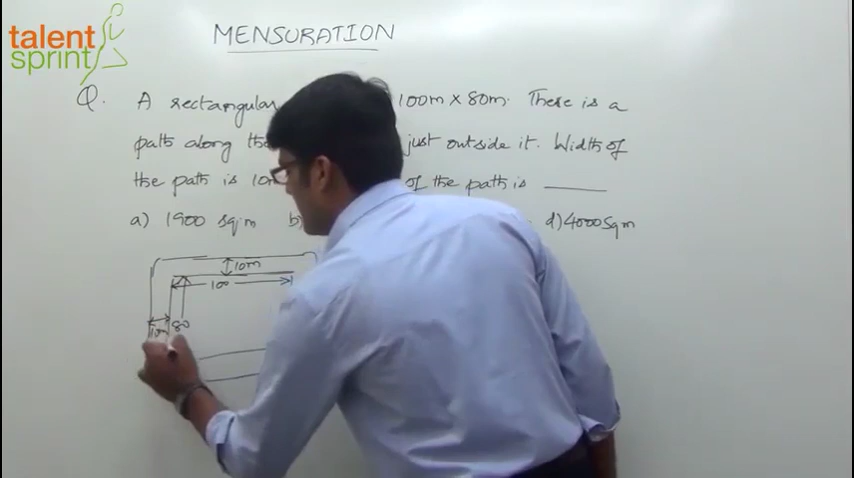 talent
sprint
MENSURATION
Q. A rectangular 100m x 80m. There is a
path along the just outside it. Width of
the path is 10m of the path is ____
a) 1900 sqm b) d) 4000 sqm
10m
100
10m 80